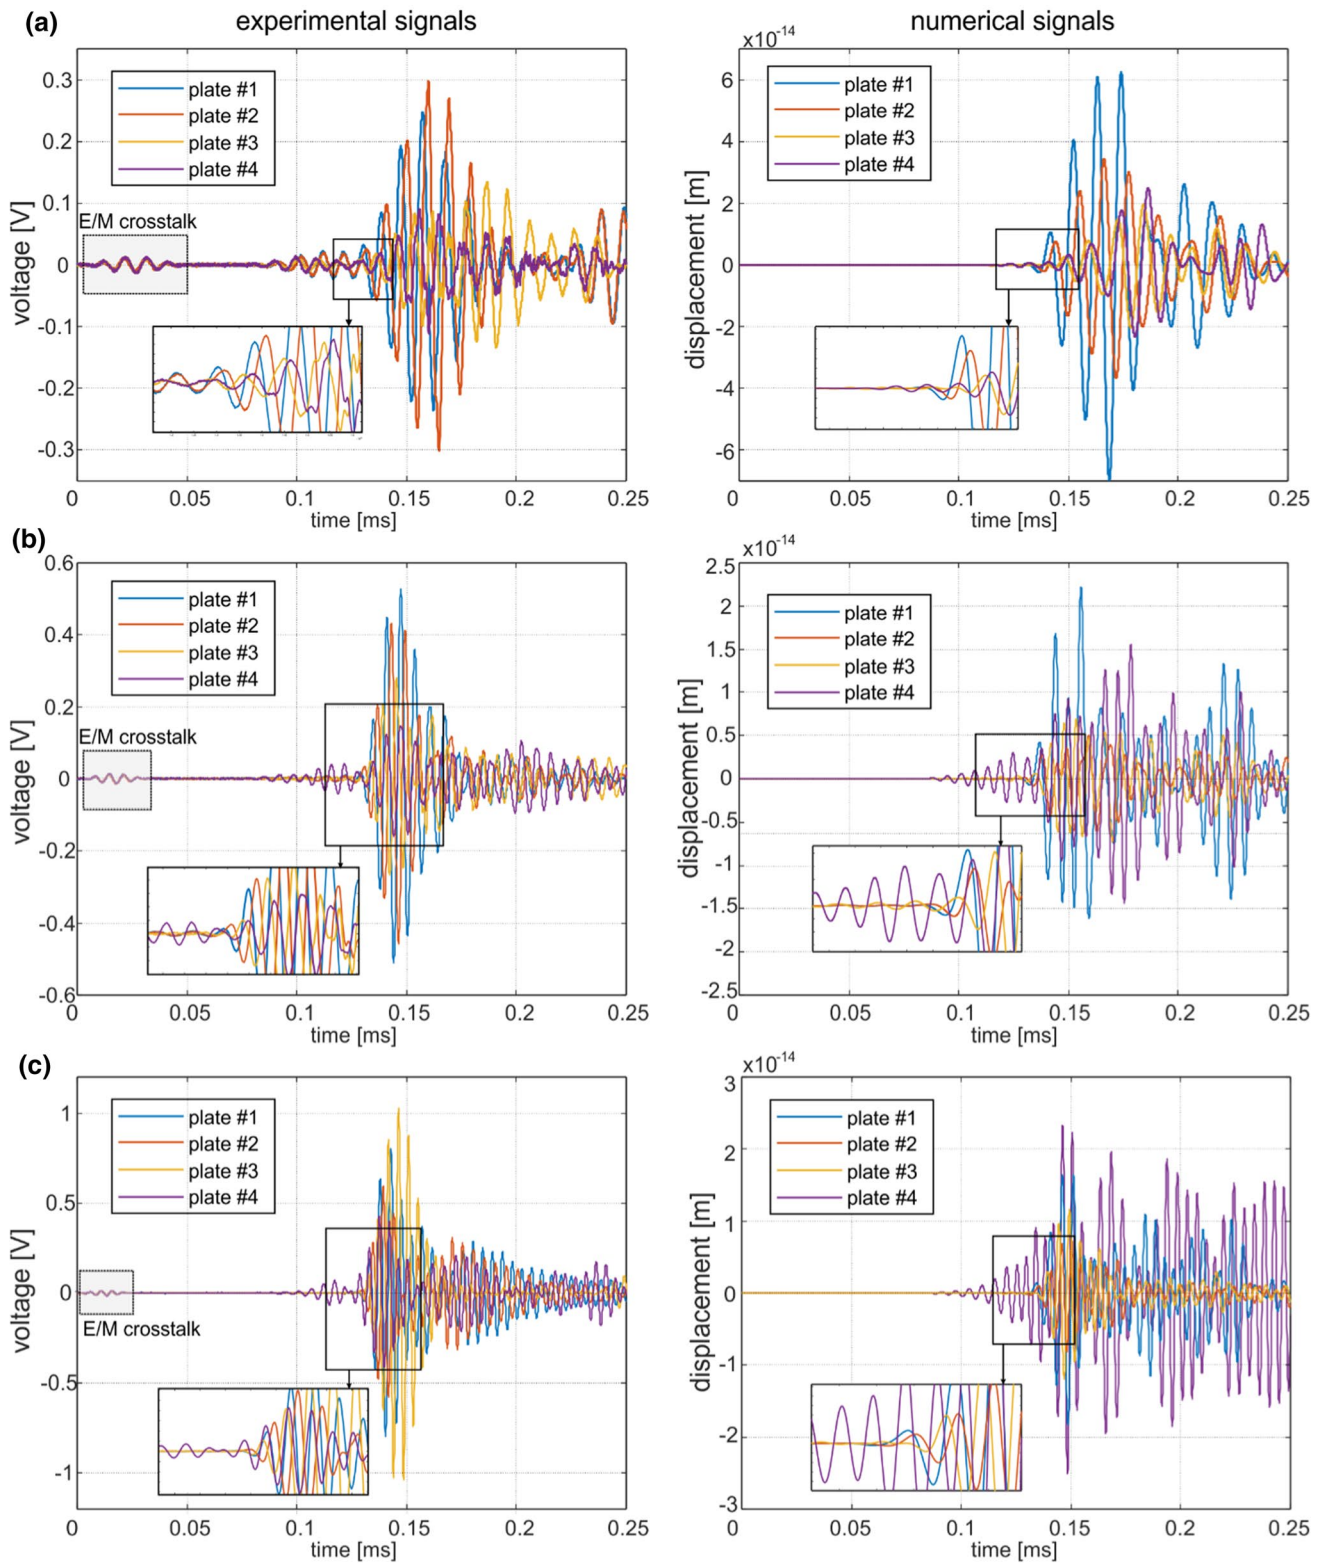 (a) experimental signals numerical signals
x10⁻¹⁴
0.3
0.2
0.1
0
-0.1
-0.2
-0.3
voltage [V]
plate #1
plate #2
plate #3
plate #4
E/M crosstalk
0 0.05 0.1 0.15 0.2 0.25
time [ms]
6
4
2
0
-2
-4
-6
displacement [m]
plate #1
plate #2
plate #3
plate #4
0 0.05 0.1 0.15 0.2 0.25
time [ms]
(b)
0.6
0.4
0.2
0
-0.2
-0.4
-0.6
voltage [V]
plate #1
plate #2
plate #3
plate #4
E/M crosstalk
0 0.05 0.1 0.15 0.2 0.25
time [ms]
x10⁻¹⁴
2.5
2
1.5
1
0.5
0
-0.5
-1
-1.5
-2
-2.5
displacement [m]
plate #1
plate #2
plate #3
plate #4
0 0.05 0.1 0.15 0.2 0.25
time [ms]
(c)
1
0.5
0
-0.5
-1
voltage [V]
plate #1
plate #2
plate #3
plate #4
E/M crosstalk
0 0.05 0.1 0.15 0.2 0.25
time [ms]
x10⁻¹⁴
3
2
1
0
-1
-2
-3
displacement [m]
plate #1
plate #2
plate #3
plate #4
0 0.05 0.1 0.15 0.2 0.25
time [ms]